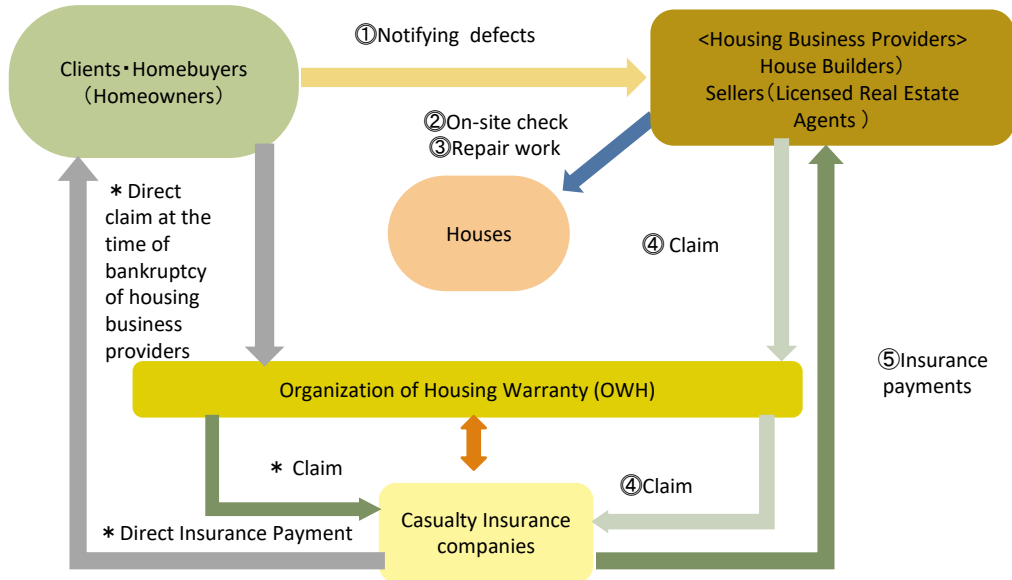 ①Notifying defects
Clients・Homebuyers
（Homeowners）
<Housing Business Providers>
House Builders）
Sellers（Licensed Real Estate
Agents ）
②On-site check
③Repair work
Houses
＊Direct
claim at the
time of
bankruptcy
of housing
business
providers
④ Claim
⑤Insurance
payments
Organization of Housing Warranty (OWH)
＊ Claim
④Claim
＊Direct Insurance Payment
Casualty Insurance
companies